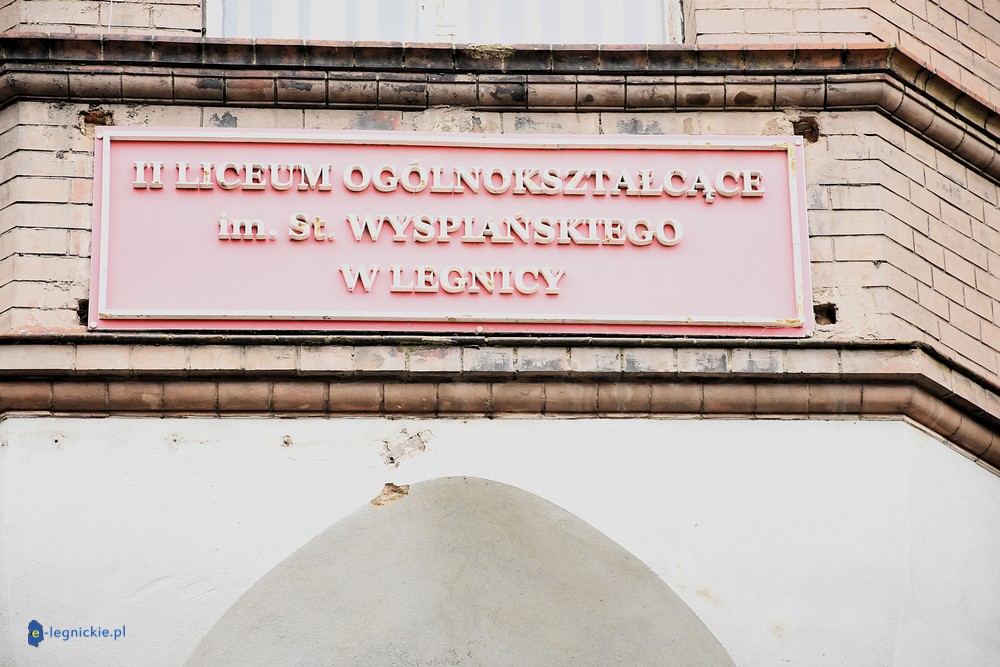 II LICEUM OGÓLNOKSZTAŁCĄCE
im. St. WYSPIAŃSKIEGO
W LEGNICY
e-legnickie.pl